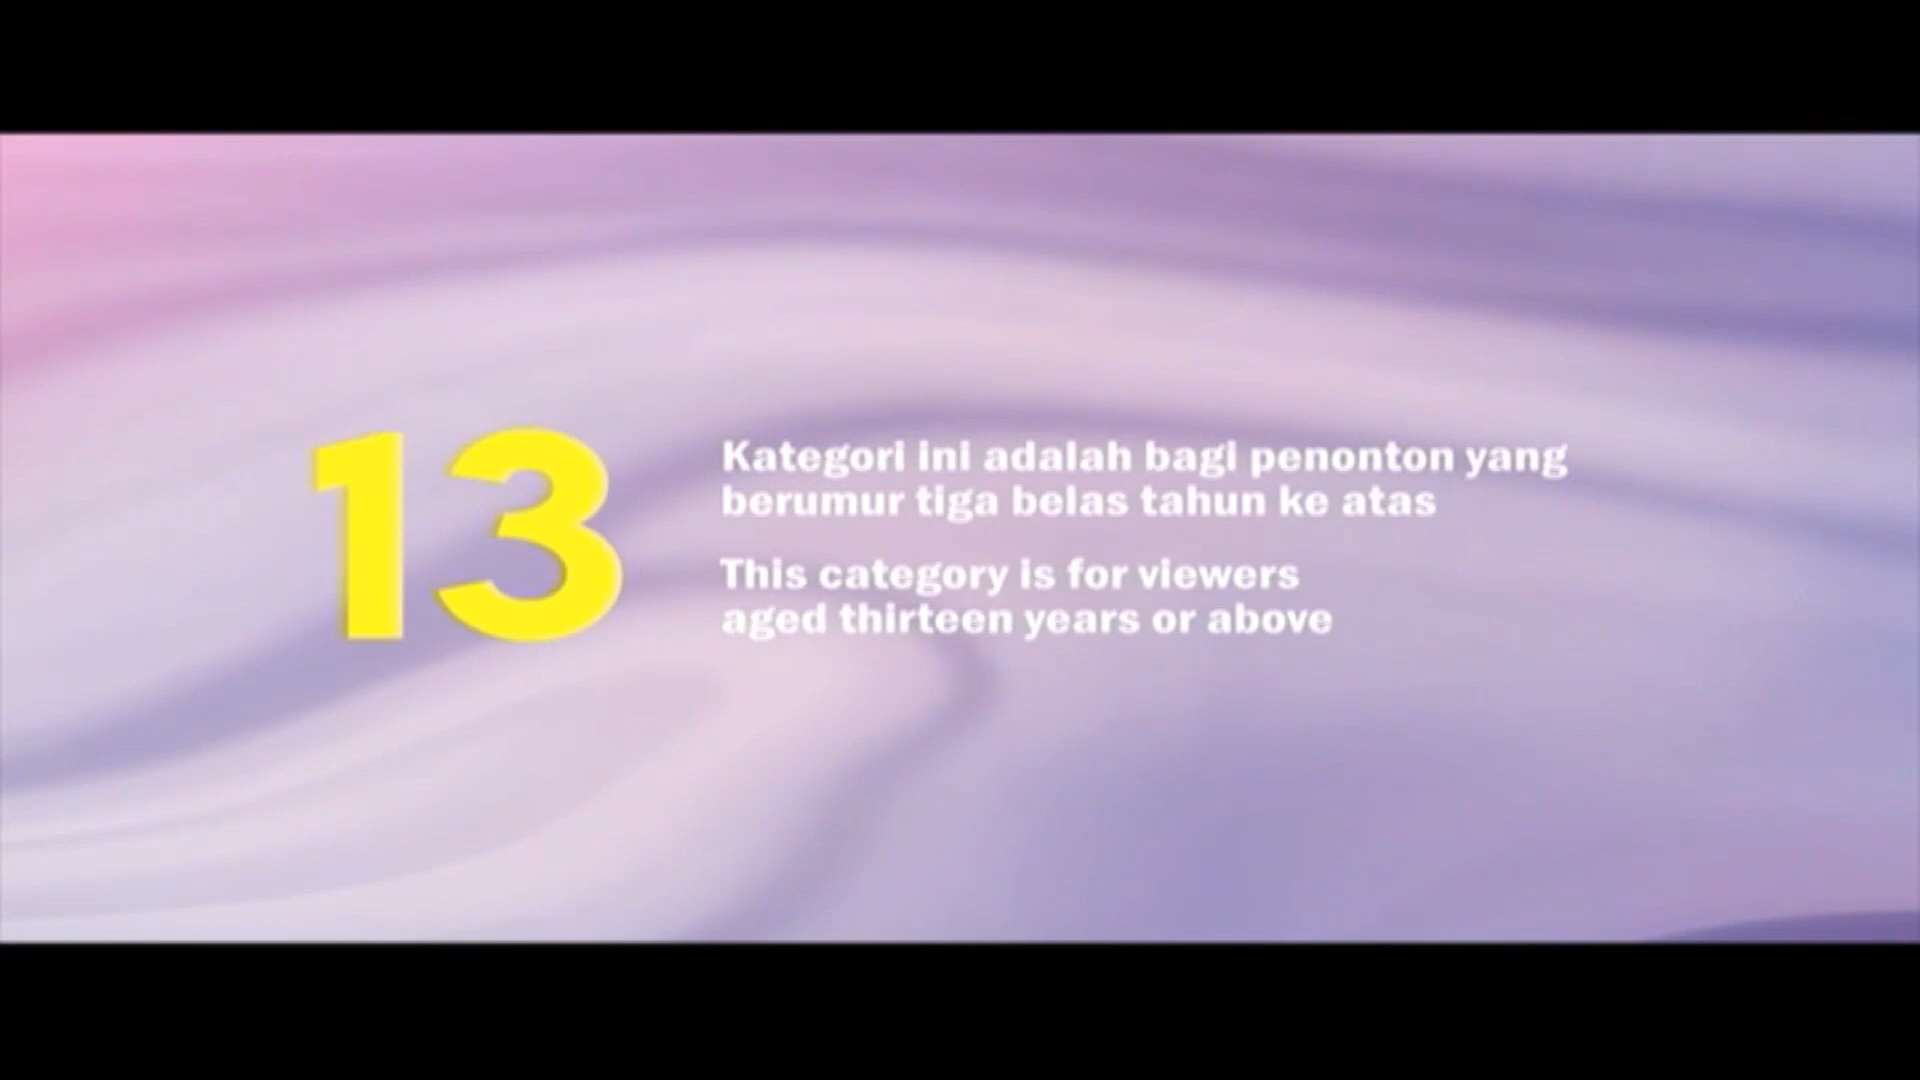 13
Kategori ini adalah bagi penonton yang
berumur tiga belas tahun ke atas
This category is for viewers
aged thirteen years or above